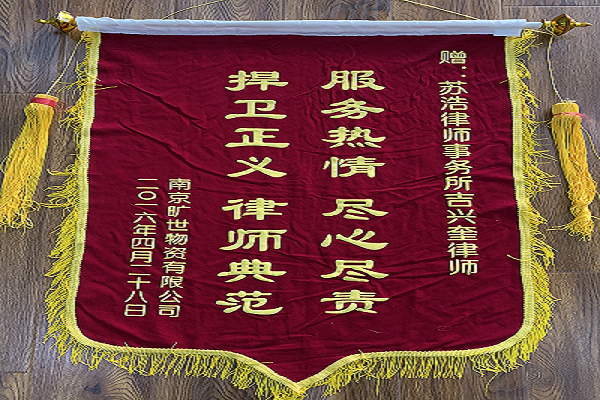 赠：苏浩律师事务所吉兴奎律师
服务热情 尽心尽责
捍卫正义 律师典范
南京旷世物资有限公司
二〇一六年四月二十八日